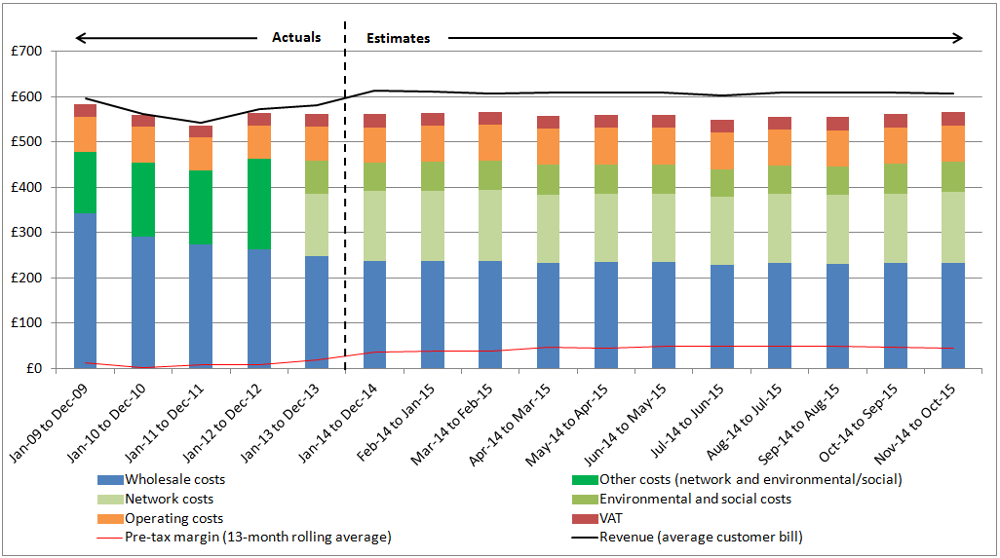 Actuals Estimates
£700
£600
£500
£400
£300
£200
£100
£0
Jan-09 to Dec-09
Jan-10 to Dec-10
Jan-11 to Dec-11
Jan-12 to Dec-12
Jan-13 to Dec-13
Jan-14 to Dec-14
Feb-14 to Jan-15
Mar-14 to Feb-15
Apr-14 to Mar-15
May-14 to Apr-15
Jun-14 to May-15
Jul-14 to Jun-15
Aug-14 to Jul-15
Sep-14 to Aug-15
Oct-14 to Sep-15
Nov-14 to Oct-15
Wholesale costs
Other costs (network and environmental/social)
Network costs
Environmental and social costs
Operating costs
VAT
Pre-tax margin (13-month rolling average)
Revenue (average customer bill)